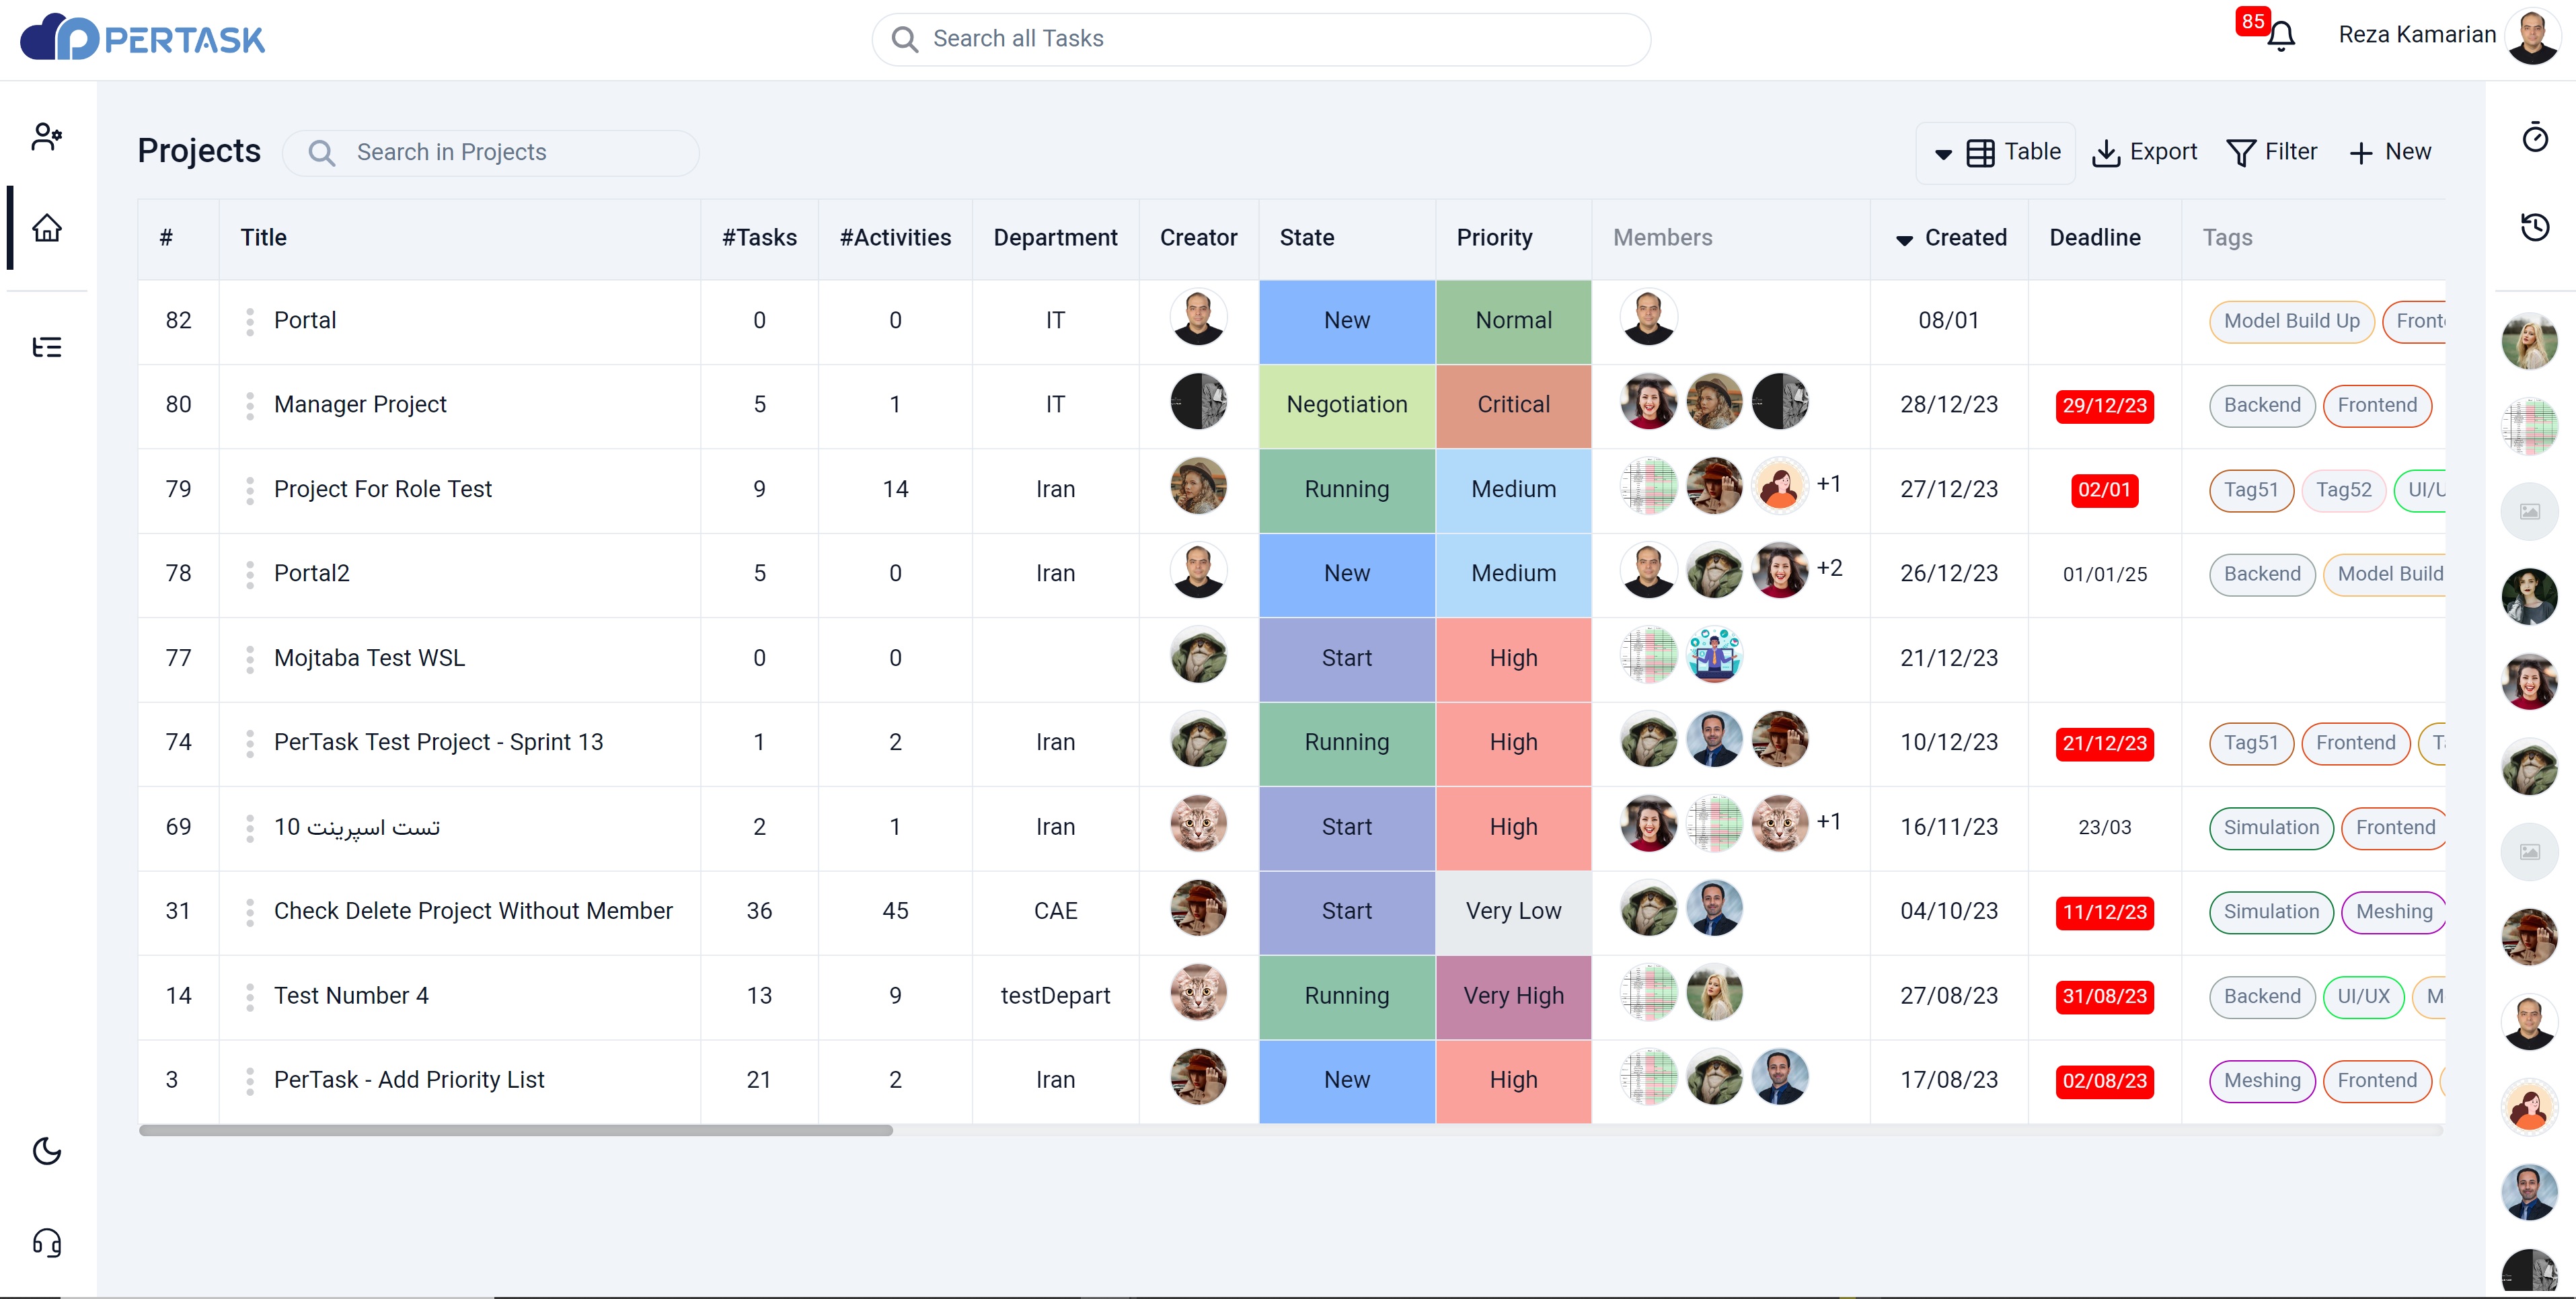 PERTASK
Search all Tasks
85
Reza Kamarian
Projects
Search in Projects
Table
Export
Filter
New
# Title #Tasks #Activities Department Creator State Priority Members Created Deadline Tags
82 Portal 0 0 IT New Normal 08/01 Model Build Up Fronte
80 Manager Project 5 1 IT Negotiation Critical 28/12/23 29/12/23 Backend Frontend
79 Project For Role Test 9 14 Iran Running Medium +1 27/12/23 02/01 Tag51 Tag52 UI/U
78 Portal2 5 0 Iran New Medium +2 26/12/23 01/01/25 Backend Model Build
77 Mojtaba Test WSL 0 0 Start High 21/12/23
74 PerTask Test Project - Sprint 13 1 2 Iran Running High 10/12/23 21/12/23 Tag51 Frontend Ta
69 تست اسپرینت 10 2 1 Iran Start High +1 16/11/23 23/03 Simulation Frontend
31 Check Delete Project Without Member 36 45 CAE Start Very Low 04/10/23 11/12/23 Simulation Meshing
14 Test Number 4 13 9 testDepart Running Very High 27/08/23 31/08/23 Backend UI/UX M
3 PerTask - Add Priority List 21 2 Iran New High 17/08/23 02/08/23 Meshing Frontend